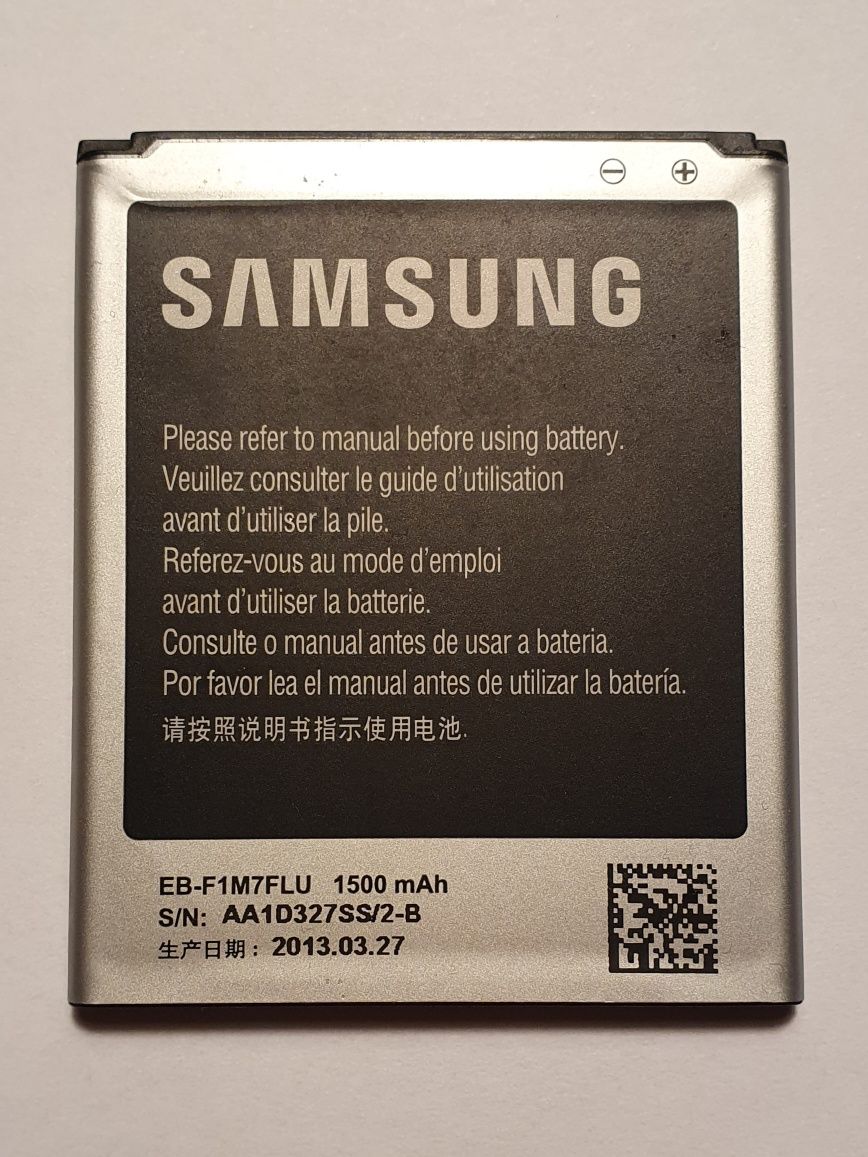 SAMSUNG
Please refer to manual before using battery.
Veuillez consulter le guide d'utilisation
avant d'utiliser la pile.
Referez-vous au mode d'emploi
avant d'utiliser la batterie.
Consulte o manual antes de usar a bateria.
Por favor lea el manual antes de utilizar la batería.
请按照说明书指示使用电池.
EB-F1M7FLU 1500 mAh
S/N: AA1D327SS/2-B
生产日期: 2013.03.27